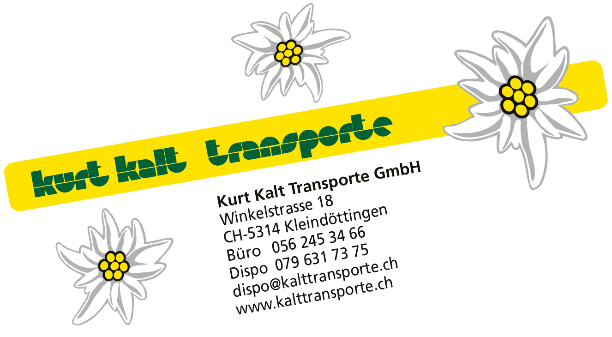 kurt kalt transporte
Kurt Kalt Transporte GmbH
Winkelstrasse 18
CH-5314 Kleindöttingen
Büro 056 245 34 66
Dispo 079 631 73 75
dispo@kalttransporte.ch
www.kalttransporte.ch